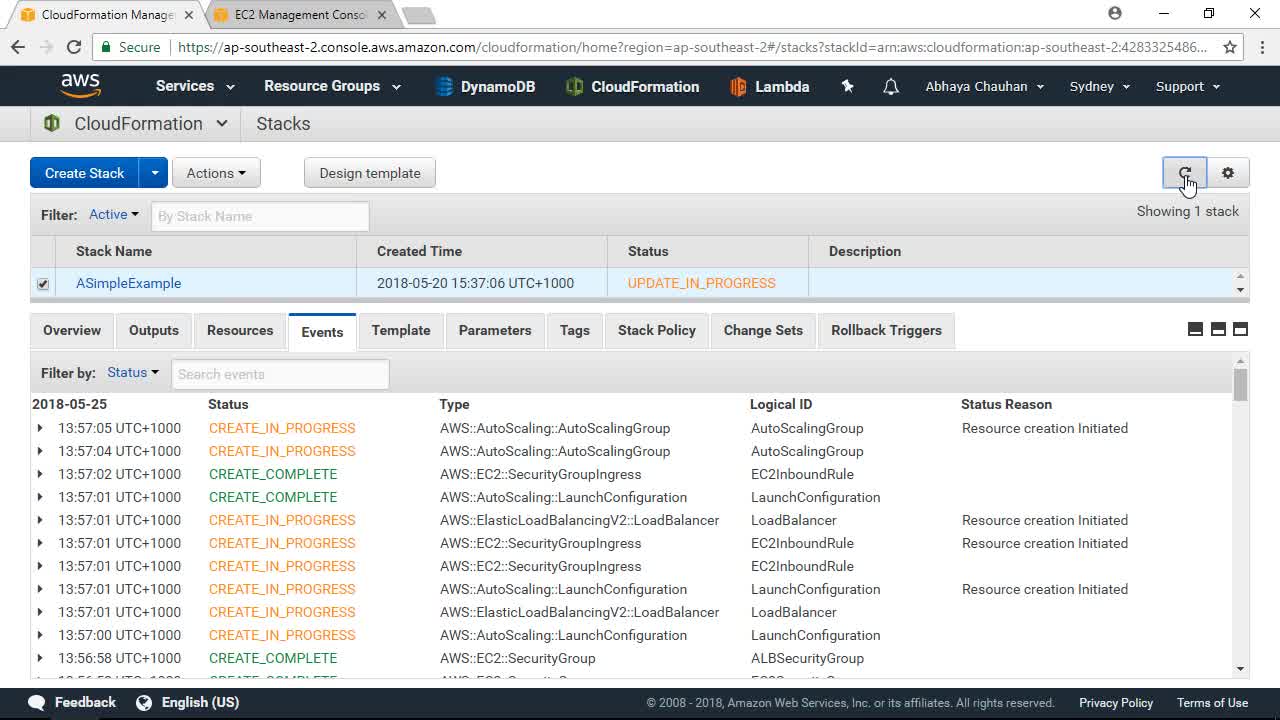 CloudFormation Manage
EC2 Management Conso
Secure https://ap-southeast-2.console.aws.amazon.com/cloudformation/home?region=ap-southeast-2#/stacks?stackId=arn:aws:cloudformation:ap-southeast-2:4283325486...
aws Services Resource Groups DynamoDB CloudFormation Lambda Abhaya Chauhan Sydney Support
CloudFormation Stacks
Create Stack Actions Design template
Filter: Active By Stack Name Showing 1 stack
Stack Name Created Time Status Description
ASimpleExample 2018-05-20 15:37:06 UTC+1000 UPDATE_IN_PROGRESS
Overview Outputs Resources Events Template Parameters Tags Stack Policy Change Sets Rollback Triggers
Filter by: Status Search events
2018-05-25 Status Type Logical ID Status Reason
13:57:05 UTC+1000 CREATE_IN_PROGRESS AWS::AutoScaling::AutoScalingGroup AutoScalingGroup Resource creation Initiated
13:57:04 UTC+1000 CREATE_IN_PROGRESS AWS::AutoScaling::AutoScalingGroup AutoScalingGroup
13:57:02 UTC+1000 CREATE_COMPLETE AWS::EC2::SecurityGroupIngress EC2InboundRule
13:57:01 UTC+1000 CREATE_COMPLETE AWS::AutoScaling::LaunchConfiguration LaunchConfiguration
13:57:01 UTC+1000 CREATE_IN_PROGRESS AWS::ElasticLoadBalancingV2::LoadBalancer LoadBalancer Resource creation Initiated
13:57:01 UTC+1000 CREATE_IN_PROGRESS AWS::EC2::SecurityGroupIngress EC2InboundRule Resource creation Initiated
13:57:01 UTC+1000 CREATE_IN_PROGRESS AWS::EC2::SecurityGroupIngress EC2InboundRule
13:57:01 UTC+1000 CREATE_IN_PROGRESS AWS::AutoScaling::LaunchConfiguration LaunchConfiguration Resource creation Initiated
13:57:01 UTC+1000 CREATE_IN_PROGRESS AWS::ElasticLoadBalancingV2::LoadBalancer LoadBalancer
13:57:00 UTC+1000 CREATE_IN_PROGRESS AWS::AutoScaling::LaunchConfiguration LaunchConfiguration
13:56:58 UTC+1000 CREATE_COMPLETE AWS::EC2::SecurityGroup ALBSecurityGroup
Feedback English (US) © 2008 - 2018, Amazon Web Services, Inc. or its affiliates. All rights reserved. Privacy Policy Terms of Use